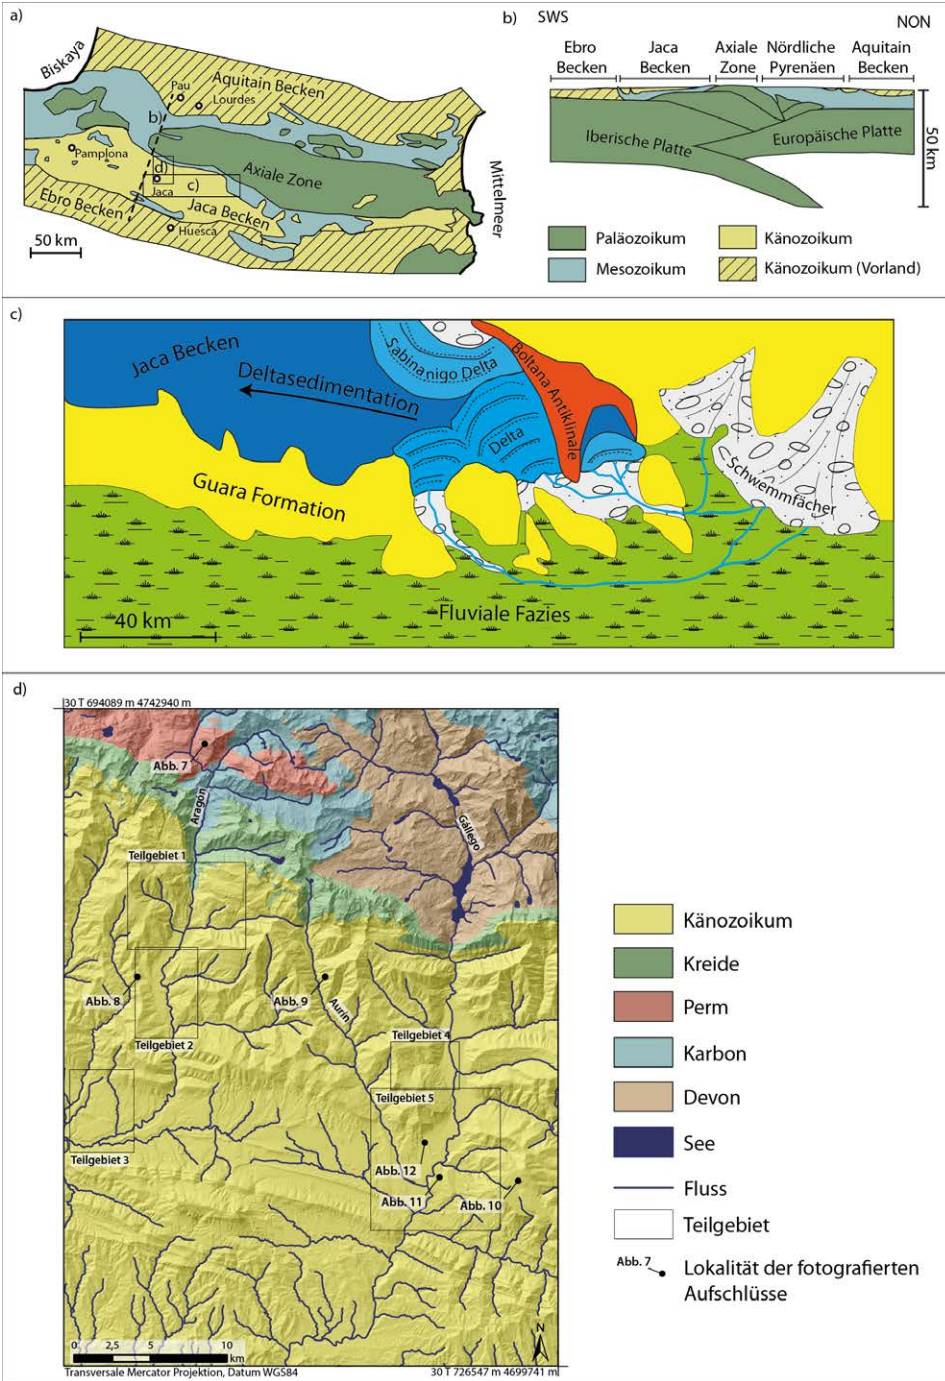 a)
Biskaya
Pau
Lourdes
Aquitain Becken
b)
Pamplona
d)
Jaca
c)
Axiale Zone
Jaca Becken
Ebro Becken
Huesca
Mittelmeer
50 km
b)
SWS
NON
Ebro
Becken
Jaca
Becken
Axiale
Zone
Nördliche
Pyrenäen
Aquitain
Becken
Iberische Platte
Europäische Platte
50 km
Paläozoikum
Känozoikum
Mesozoikum
Känozoikum (Vorland)
c)
Jaca Becken
Deltasedimentation
Sabinanigo Delta
Boltana Antiklinale
Delta
Guara Formation
Schwemmfächer
Fluviale Fazies
40 km
d)
30 T 694089 m 4742940 m
Abb. 7
Aragón
Gállego
Teilgebiet 1
Abb. 8
Abb. 9
Aurin
Teilgebiet 2
Teilgebiet 4
Teilgebiet 5
Teilgebiet 3
Abb. 12
Abb. 11
Abb. 10
0 2,5 5 10
km
N
Transversale Mercator Projektion, Datum WGS84
30 T 726547 m 4699741 m
Känozoikum
Kreide
Perm
Karbon
Devon
See
Fluss
Teilgebiet
Abb. 7
Lokalität der fotografierten
Aufschlüsse